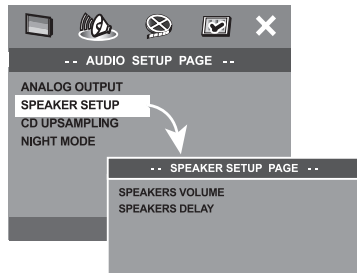 -- AUDIO SETUP PAGE --
ANALOG OUTPUT
SPEAKER SETUP
CD UPSAMPLING
NIGHT MODE
-- SPEAKER SETUP PAGE --
SPEAKERS VOLUME
SPEAKERS DELAY